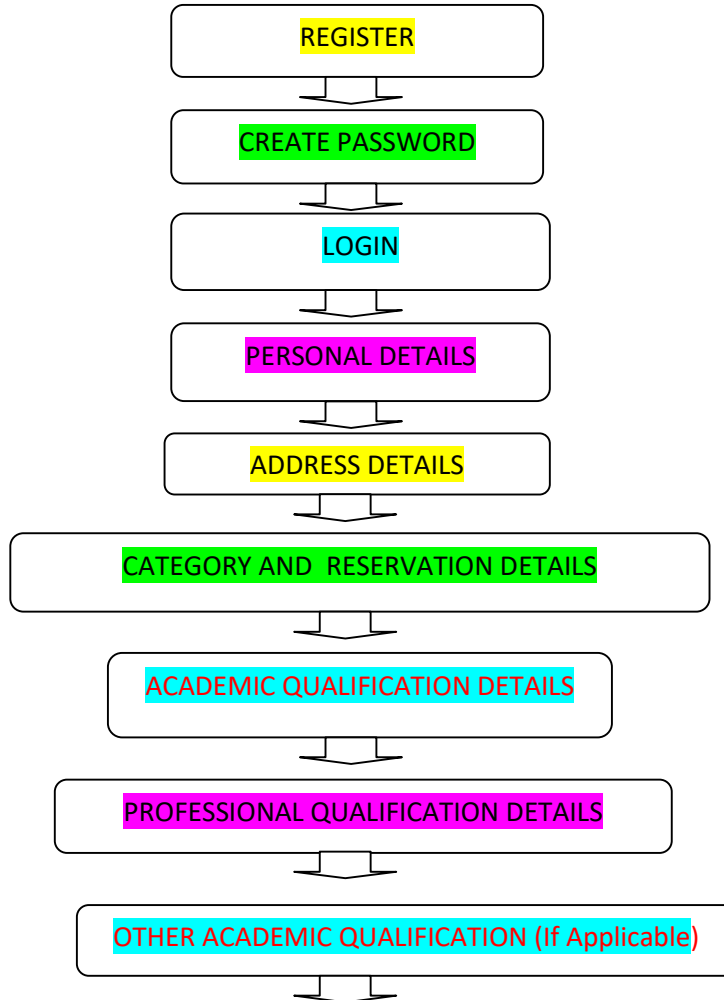 REGISTER
CREATE PASSWORD
LOGIN
PERSONAL DETAILS
ADDRESS DETAILS
CATEGORY AND  RESERVATION DETAILS
ACADEMIC QUALIFICATION DETAILS
PROFESSIONAL QUALIFICATION DETAILS
OTHER ACADEMIC QUALIFICATION (If Applicable)